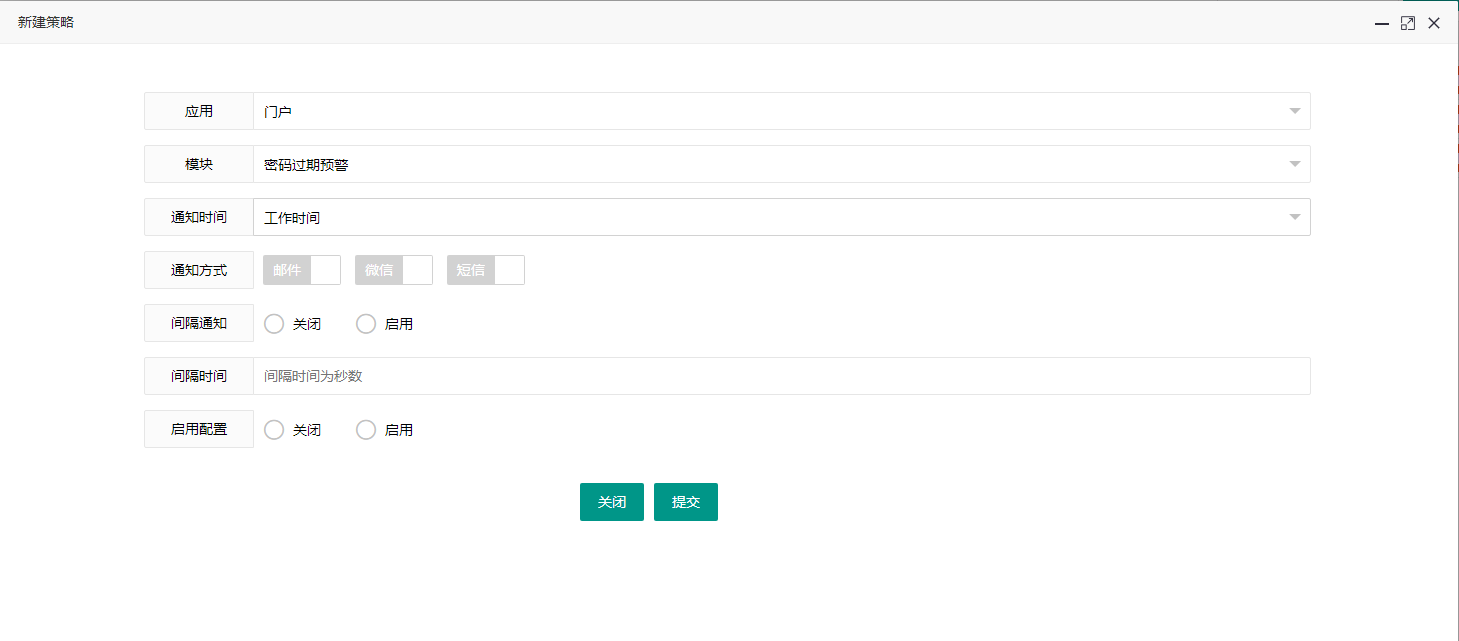 新建策略
应用 门户
模块 密码过期预警
通知时间 工作时间
通知方式 邮件 微信 短信
间隔通知 关闭 启用
间隔时间 间隔时间为秒数
启用配置 关闭 启用
关闭 提交